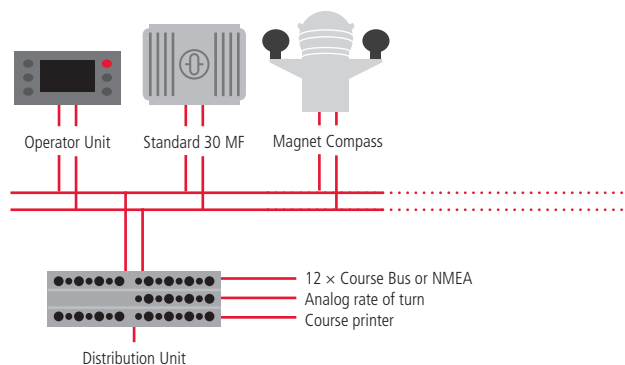 Operator Unit
Standard 30 MF
Magnet Compass
12 × Course Bus or NMEA
Analog rate of turn
Course printer
Distribution Unit